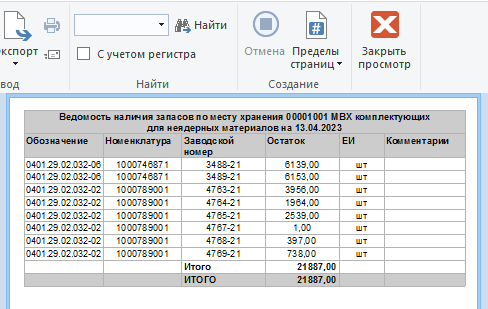 Экспорт
вод
Найти
С учетом регистра
Найти
Отмена
Пределы
страниц
Создание
Закрыть
просмотр
Ведомость наличия запасов по месту хранения 00001001 МВХ комплектующих
для неядерных материалов на 13.04.2023
Обозначение Номенклатура Заводской номер Остаток ЕИ Комментарии
0401.29.02.032-06 1000746871 3488-21 6139,00 шт
0401.29.02.032-06 1000746871 3489-21 6153,00 шт
0401.29.02.032-02 1000789001 4763-21 3956,00 шт
0401.29.02.032-02 1000789001 4764-21 1964,00 шт
0401.29.02.032-02 1000789001 4765-21 2539,00 шт
0401.29.02.032-02 1000789001 4767-21 1,00 шт
0401.29.02.032-02 1000789001 4768-21 397,00 шт
0401.29.02.032-02 1000789001 4769-21 738,00 шт
Итого 21887,00
ИТОГО 21887,00